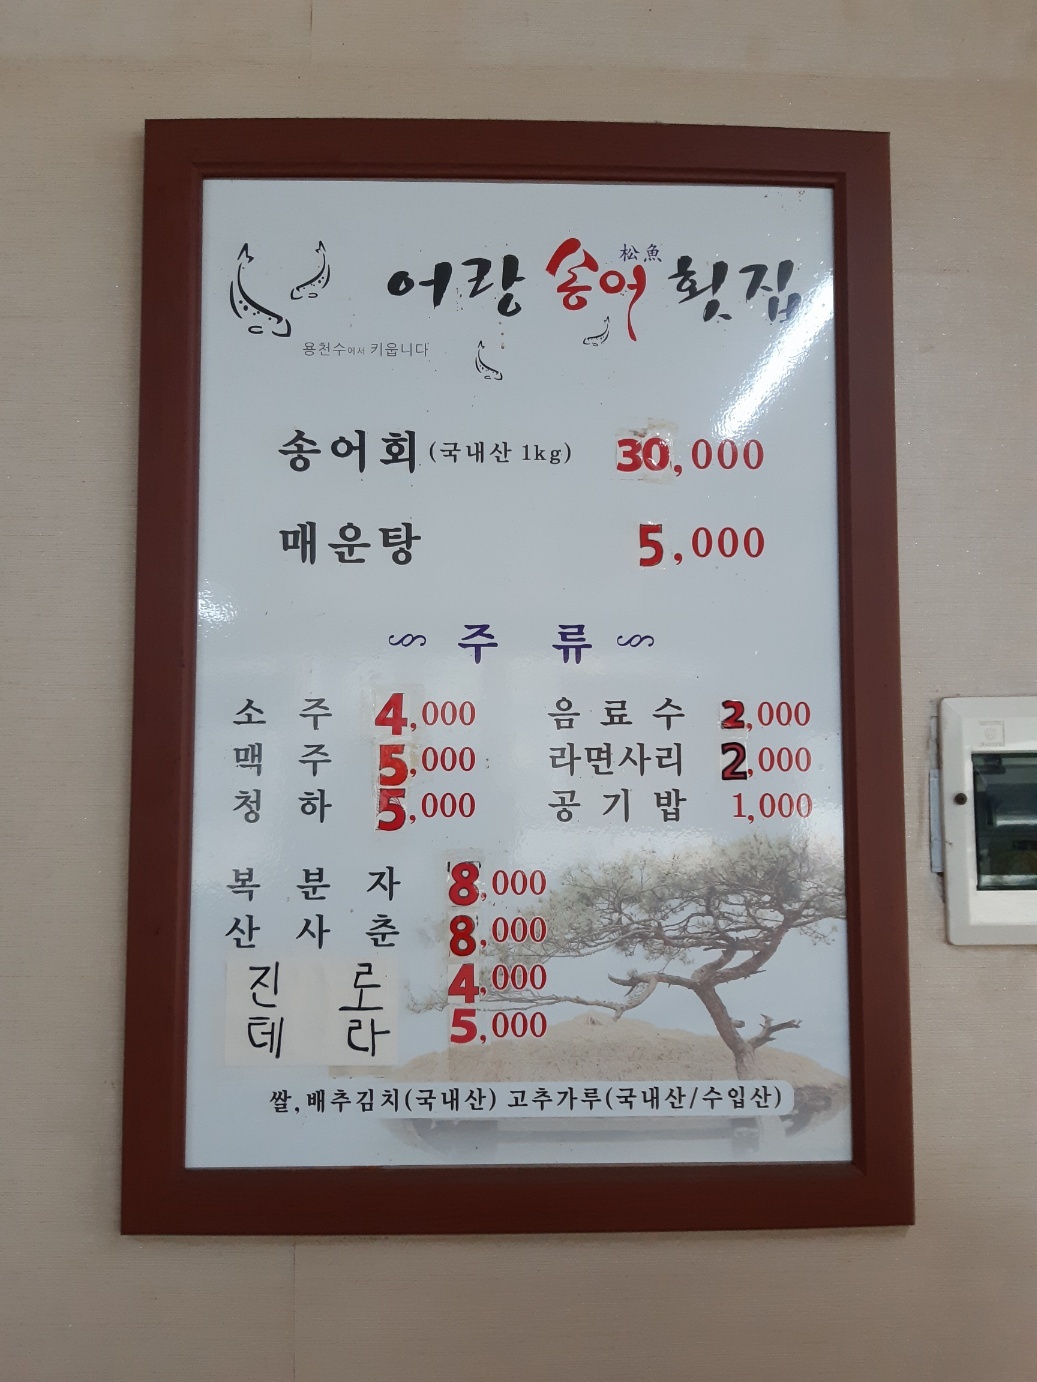 어랑 송어 松魚 횟집
용천수에서 키웁니다
송어회 (국내산 1kg) 30,000
매운탕 5,000
주 류
소 주 4,000 음 료 수 2,000
맥 주 5,000 라면사리 2,000
청 하 5,000 공 기 밥 1,000
복 분 자 8,000
산 사 춘 8,000
진 로 4,000
테 라 5,000
쌀, 배추김치(국내산) 고추가루(국내산/수입산)